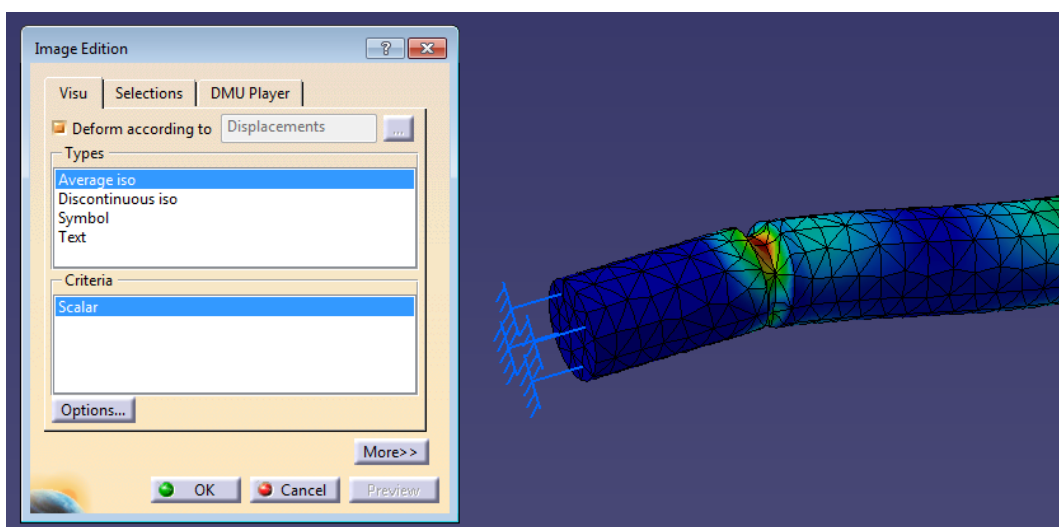 Image Edition
Visu Selections DMU Player
Deform according to Displacements ...
Types
Average iso
Discontinuous iso
Symbol
Text
Criteria
Scalar
Options...
More>>
OK Cancel Preview